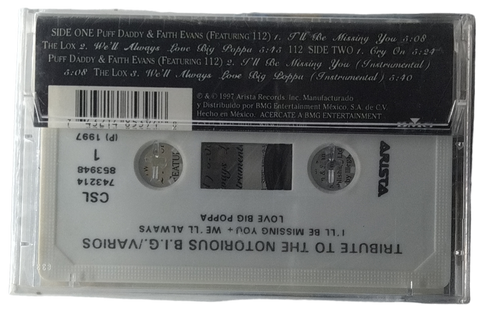 SIDE ONE PUFF DADDY & FAITH EVANS (FEATURING 112) 1. I'll Be Missing You 5:08
THE LOX 2. We'll Always Love Big Poppa 5:45 112 SIDE TWO 1. Cry On 5:24
PUFF DADDY & FAITH EVANS (FEATURING 112) 2. I'll Be Missing You (Instrumental)
5:08 THE LOX 3. We'll Always Love Big Poppa (Instrumental) 5:40
℗ & © 1997 Arista Records, Inc. Manufacturado
y Distribuido por BMG Entertainment México, S.A. de C.V.
Hecho en México. ACERCATE A BMG ENTERTAINMENT
BMG
TRIBUTE TO THE NOTORIOUS B.I.G./VARIOS
I'LL BE MISSING YOU + WE'LL ALWAYS
LOVE BIG POPPA
ARISTA
CSL
743214
853948
1
(P) 1997